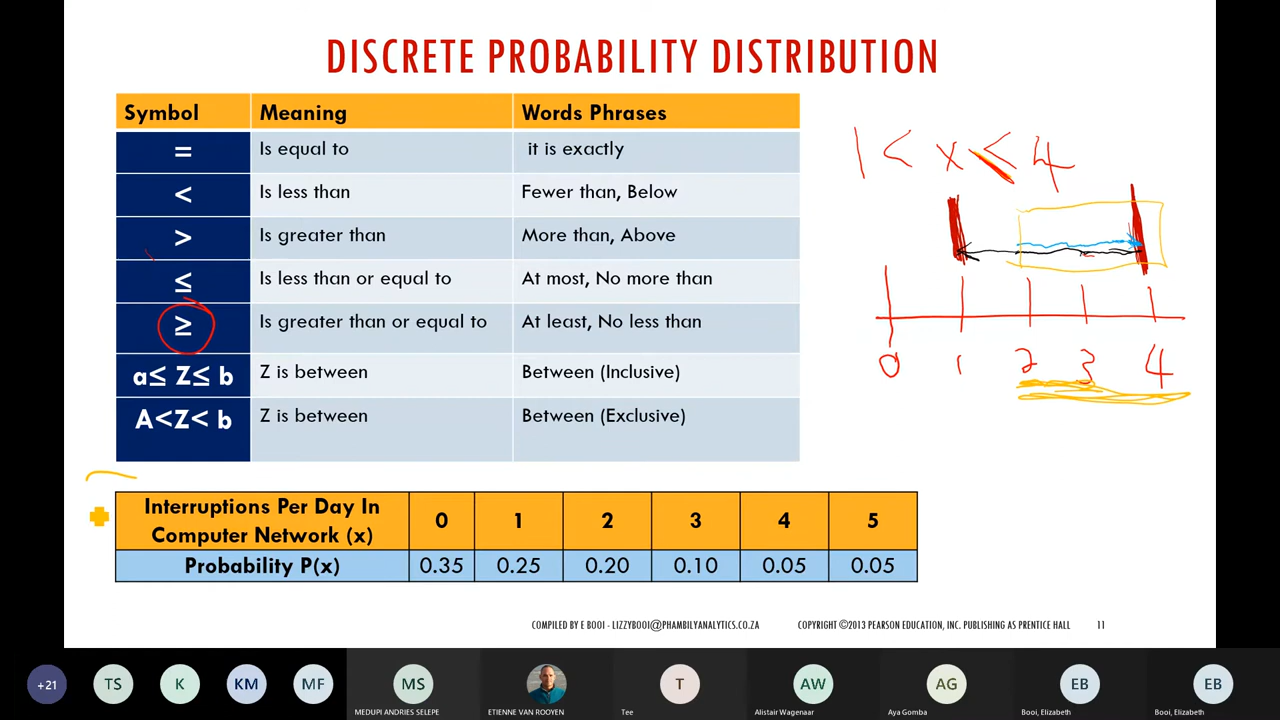 DISCRETE PROBABILITY DISTRIBUTION
Symbol Meaning Words Phrases
= Is equal to it is exactly
< Is less than Fewer than, Below
> Is greater than More than, Above
≤ Is less than or equal to At most, No more than
≥ Is greater than or equal to At least, No less than
a≤ Z≤ b Z is between Between (Inclusive)
A<Z< b Z is between Between (Exclusive)
1 < x < 4
0 1 2 3 4
Interruptions Per Day In
Computer Network (x) 0 1 2 3 4 5
Probability P(x) 0.35 0.25 0.20 0.10 0.05 0.05
COMPILED BY E BOOI - LIZZYBOOI@PHAMBILYANALYTICS.CO.ZA COPYRIGHT ©2013 PEARSON EDUCATION, INC. PUBLISHING AS PRENTICE HALL 11
+21 TS K KM MF MS T AW AG EB EB
MEDUPI ANDRIES SELEPE ETIENNE VAN ROOYEN Tee Alistair Wagenaar Aya Gomba Booi, Elizabeth Booi, Elizabeth